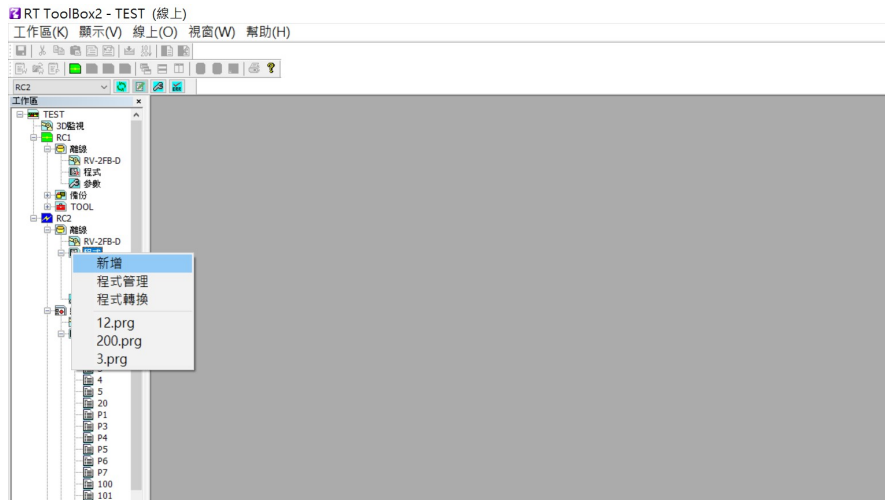 RT ToolBox2 - TEST (線上)
工作區(K) 顯示(V) 線上(O) 視窗(W) 幫助(H)
RC2
工作區
TEST
3D監視
RC1
離線
RV-2FB-D
程式
參數
備份
TOOL
RC2
離線
RV-2FB-D
新增
程式管理
程式轉換
12.prg
200.prg
3.prg
4
5
20
P1
P3
P4
P5
P6
P7
100
101